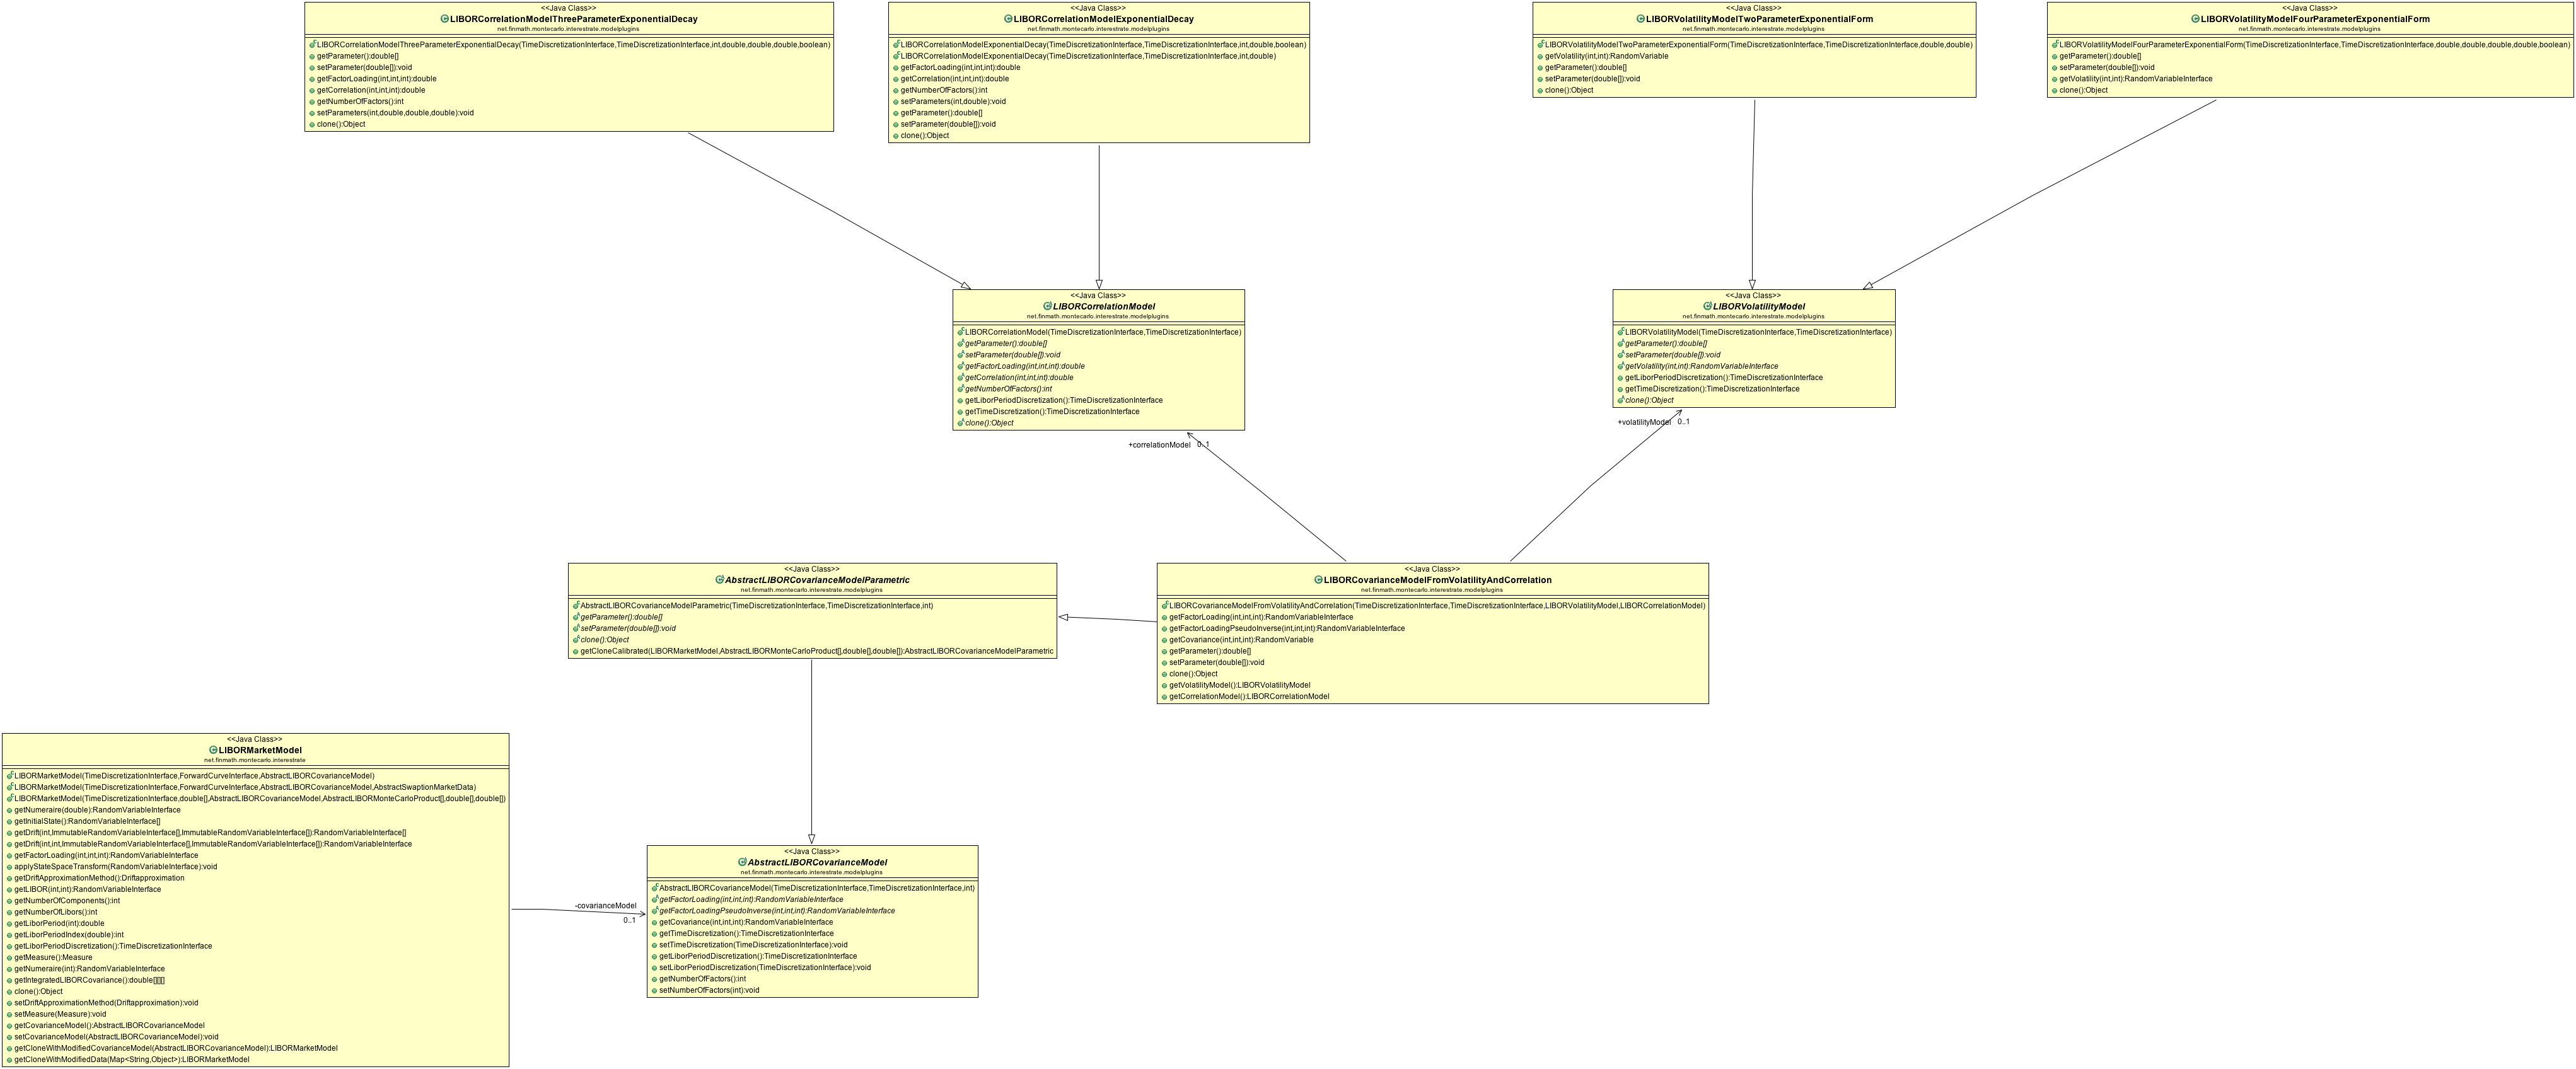 <<Java Class>>
LIBORCorrelationModelThreeParameterExponentialDecay
net.finmath.montecarlo.interestrate.modelplugins
LIBORCorrelationModelThreeParameterExponentialDecay(TimeDiscretizationInterface,TimeDiscretizationInterface,int,double,double,double,boolean)
getParameter():double[]
setParameter(double[]):void
getFactorLoading(int,int,int):double
getCorrelation(int,int,int):double
getNumberOfFactors():int
setParameters(int,double,double,double):void
clone():Object
<<Java Class>>
LIBORCorrelationModelExponentialDecay
net.finmath.montecarlo.interestrate.modelplugins
LIBORCorrelationModelExponentialDecay(TimeDiscretizationInterface,TimeDiscretizationInterface,int,double,boolean)
LIBORCorrelationModelExponentialDecay(TimeDiscretizationInterface,TimeDiscretizationInterface,int,double)
getFactorLoading(int,int,int):double
getCorrelation(int,int,int):double
getNumberOfFactors():int
setParameters(int,double):void
getParameter():double[]
setParameter(double[]):void
clone():Object
<<Java Class>>
LIBORVolatilityModelTwoParameterExponentialForm
net.finmath.montecarlo.interestrate.modelplugins
LIBORVolatilityModelTwoParameterExponentialForm(TimeDiscretizationInterface,TimeDiscretizationInterface,double,double)
getVolatility(int,int):RandomVariable
getParameter():double[]
setParameter(double[]):void
clone():Object
<<Java Class>>
LIBORVolatilityModelFourParameterExponentialForm
net.finmath.montecarlo.interestrate.modelplugins
LIBORVolatilityModelFourParameterExponentialForm(TimeDiscretizationInterface,TimeDiscretizationInterface,double,double,double,double,boolean)
getParameter():double[]
setParameter(double[]):void
getVolatility(int,int):RandomVariableInterface
clone():Object
<<Java Class>>
LIBORCorrelationModel
net.finmath.montecarlo.interestrate.modelplugins
LIBORCorrelationModel(TimeDiscretizationInterface,TimeDiscretizationInterface)
getParameter():double[]
setParameter(double[]):void
getFactorLoading(int,int,int):double
getCorrelation(int,int,int):double
getNumberOfFactors():int
getLiborPeriodDiscretization():TimeDiscretizationInterface
getTimeDiscretization():TimeDiscretizationInterface
clone():Object
<<Java Class>>
LIBORVolatilityModel
net.finmath.montecarlo.interestrate.modelplugins
LIBORVolatilityModel(TimeDiscretizationInterface,TimeDiscretizationInterface)
getParameter():double[]
setParameter(double[]):void
getVolatility(int,int):RandomVariableInterface
getLiborPeriodDiscretization():TimeDiscretizationInterface
getTimeDiscretization():TimeDiscretizationInterface
clone():Object
+correlationModel 0..1
+volatilityModel 0..1
<<Java Class>>
AbstractLIBORCovarianceModelParametric
net.finmath.montecarlo.interestrate.modelplugins
AbstractLIBORCovarianceModelParametric(TimeDiscretizationInterface,TimeDiscretizationInterface,int)
getParameter():double[]
setParameter(double[]):void
clone():Object
getCloneCalibrated(LIBORMarketModel,AbstractLIBORMonteCarloProduct[],double[],double[]):AbstractLIBORCovarianceModelParametric
<<Java Class>>
LIBORCovarianceModelFromVolatilityAndCorrelation
net.finmath.montecarlo.interestrate.modelplugins
LIBORCovarianceModelFromVolatilityAndCorrelation(TimeDiscretizationInterface,TimeDiscretizationInterface,LIBORVolatilityModel,LIBORCorrelationModel)
getFactorLoading(int,int,int):RandomVariableInterface
getFactorLoadingPseudoInverse(int,int,int):RandomVariableInterface
getCovariance(int,int,int):RandomVariable
getParameter():double[]
setParameter(double[]):void
clone():Object
getVolatilityModel():LIBORVolatilityModel
getCorrelationModel():LIBORCorrelationModel
<<Java Class>>
LIBORMarketModel
net.finmath.montecarlo.interestrate
LIBORMarketModel(TimeDiscretizationInterface,ForwardCurveInterface,AbstractLIBORCovarianceModel)
LIBORMarketModel(TimeDiscretizationInterface,ForwardCurveInterface,AbstractLIBORCovarianceModel,AbstractSwaptionMarketData)
LIBORMarketModel(TimeDiscretizationInterface,double[],AbstractLIBORCovarianceModel,AbstractLIBORMonteCarloProduct[],double[],double[])
getNumeraire(double):RandomVariableInterface
getInitialState():RandomVariableInterface[]
getDrift(int,ImmutableRandomVariableInterface[],ImmutableRandomVariableInterface[]):RandomVariableInterface[]
getDrift(int,int,ImmutableRandomVariableInterface[],ImmutableRandomVariableInterface[]):RandomVariableInterface
getFactorLoading(int,int,int):RandomVariableInterface
applyStateSpaceTransform(RandomVariableInterface):void
getDriftApproximationMethod():Driftapproximation
getLIBOR(int,int):RandomVariableInterface
getNumberOfComponents():int
getNumberOfLibors():int
getLiborPeriod(int):double
getLiborPeriodIndex(double):int
getLiborPeriodDiscretization():TimeDiscretizationInterface
getMeasure():Measure
getNumeraire(int):RandomVariableInterface
getIntegratedLIBORCovariance():double[][][]
clone():Object
setDriftApproximationMethod(Driftapproximation):void
setMeasure(Measure):void
getCovarianceModel():AbstractLIBORCovarianceModel
setCovarianceModel(AbstractLIBORCovarianceModel):void
getCloneWithModifiedCovarianceModel(AbstractLIBORCovarianceModel):LIBORMarketModel
getCloneWithModifiedData(Map<String,Object>):LIBORMarketModel
-covarianceModel
0..1
<<Java Class>>
AbstractLIBORCovarianceModel
net.finmath.montecarlo.interestrate.modelplugins
AbstractLIBORCovarianceModel(TimeDiscretizationInterface,TimeDiscretizationInterface,int)
getFactorLoading(int,int,int):RandomVariableInterface
getFactorLoadingPseudoInverse(int,int,int):RandomVariableInterface
getCovariance(int,int,int):RandomVariableInterface
getTimeDiscretization():TimeDiscretizationInterface
setTimeDiscretization(TimeDiscretizationInterface):void
getLiborPeriodDiscretization():TimeDiscretizationInterface
setLiborPeriodDiscretization(TimeDiscretizationInterface):void
getNumberOfFactors():int
setNumberOfFactors(int):void